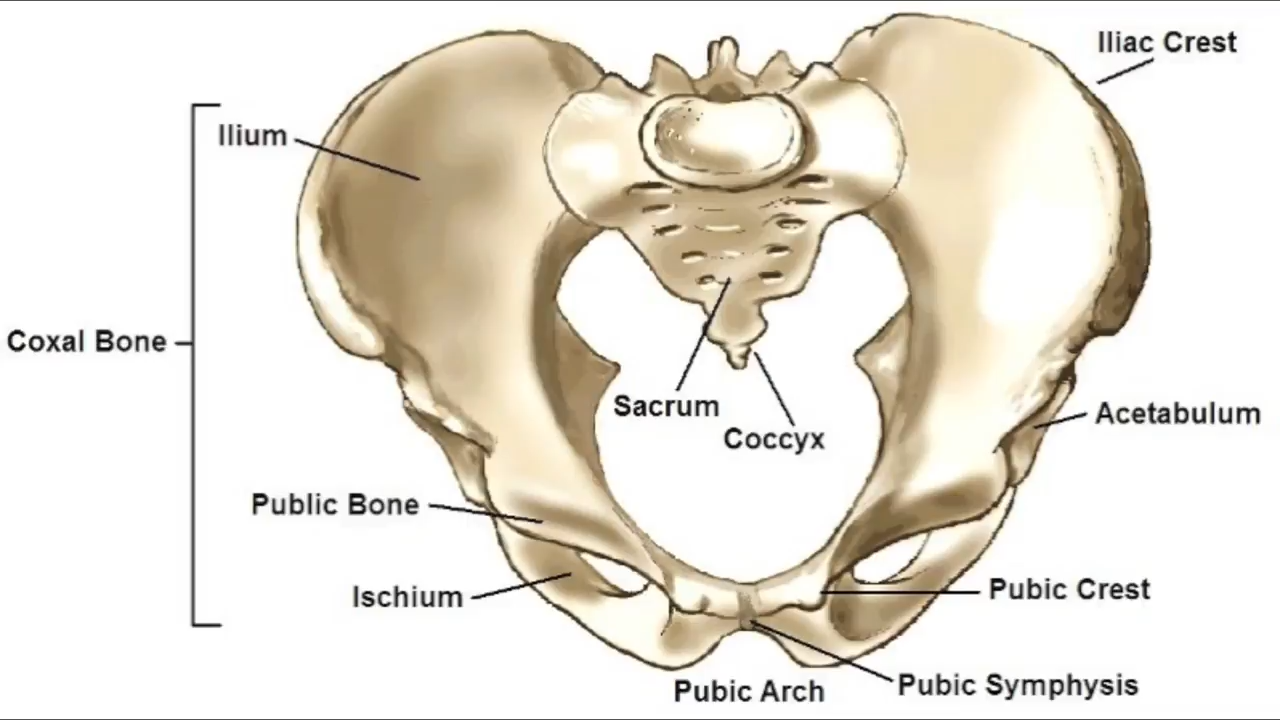 Iliac Crest
Ilium
Coxal Bone
Sacrum
Acetabulum
Coccyx
Public Bone
Ischium
Pubic Crest
Pubic Symphysis
Pubic Arch